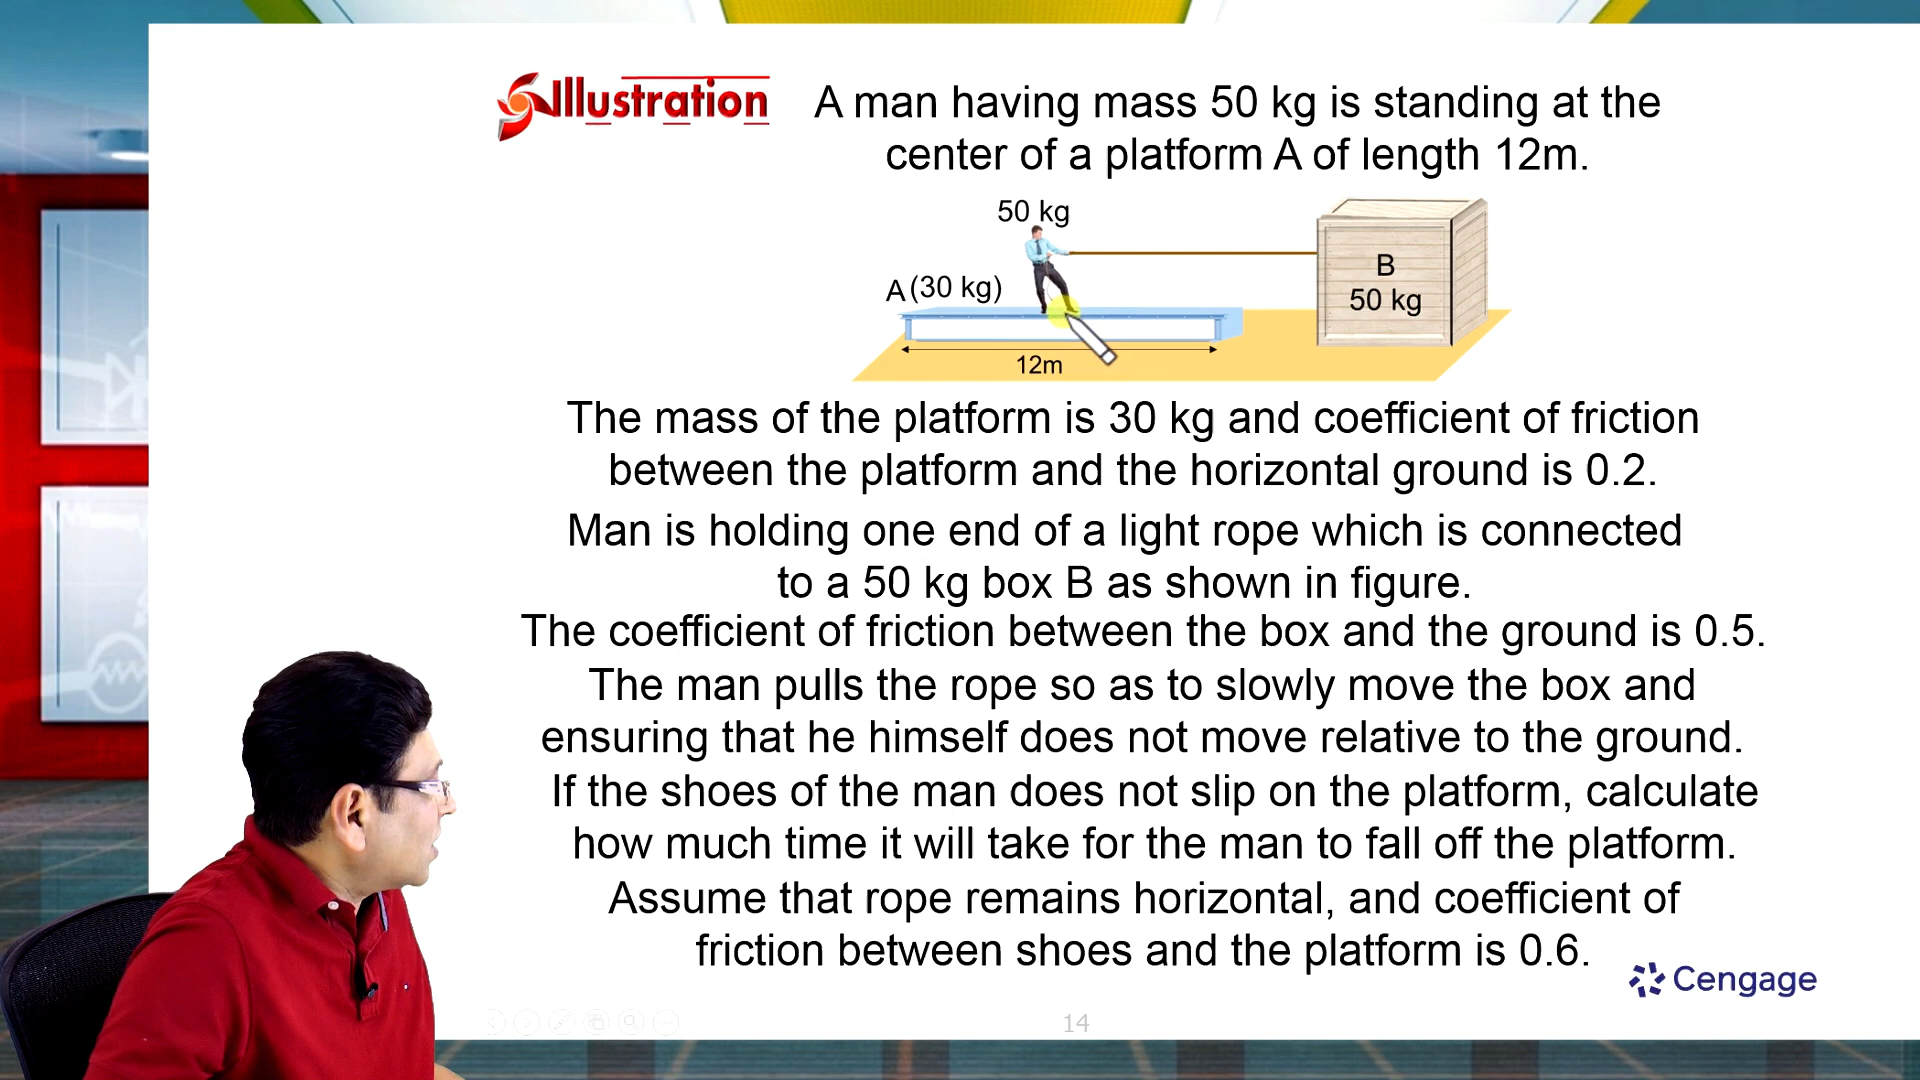 Illustration
A man having mass 50 kg is standing at the
center of a platform A of length 12m.
50 kg
A (30 kg)
B
50 kg
12m
The mass of the platform is 30 kg and coefficient of friction
between the platform and the horizontal ground is 0.2.
Man is holding one end of a light rope which is connected
to a 50 kg box B as shown in figure.
The coefficient of friction between the box and the ground is 0.5.
The man pulls the rope so as to slowly move the box and
ensuring that he himself does not move relative to the ground.
If the shoes of the man does not slip on the platform, calculate
how much time it will take for the man to fall off the platform.
Assume that rope remains horizontal, and coefficient of
friction between shoes and the platform is 0.6.
Cengage
14